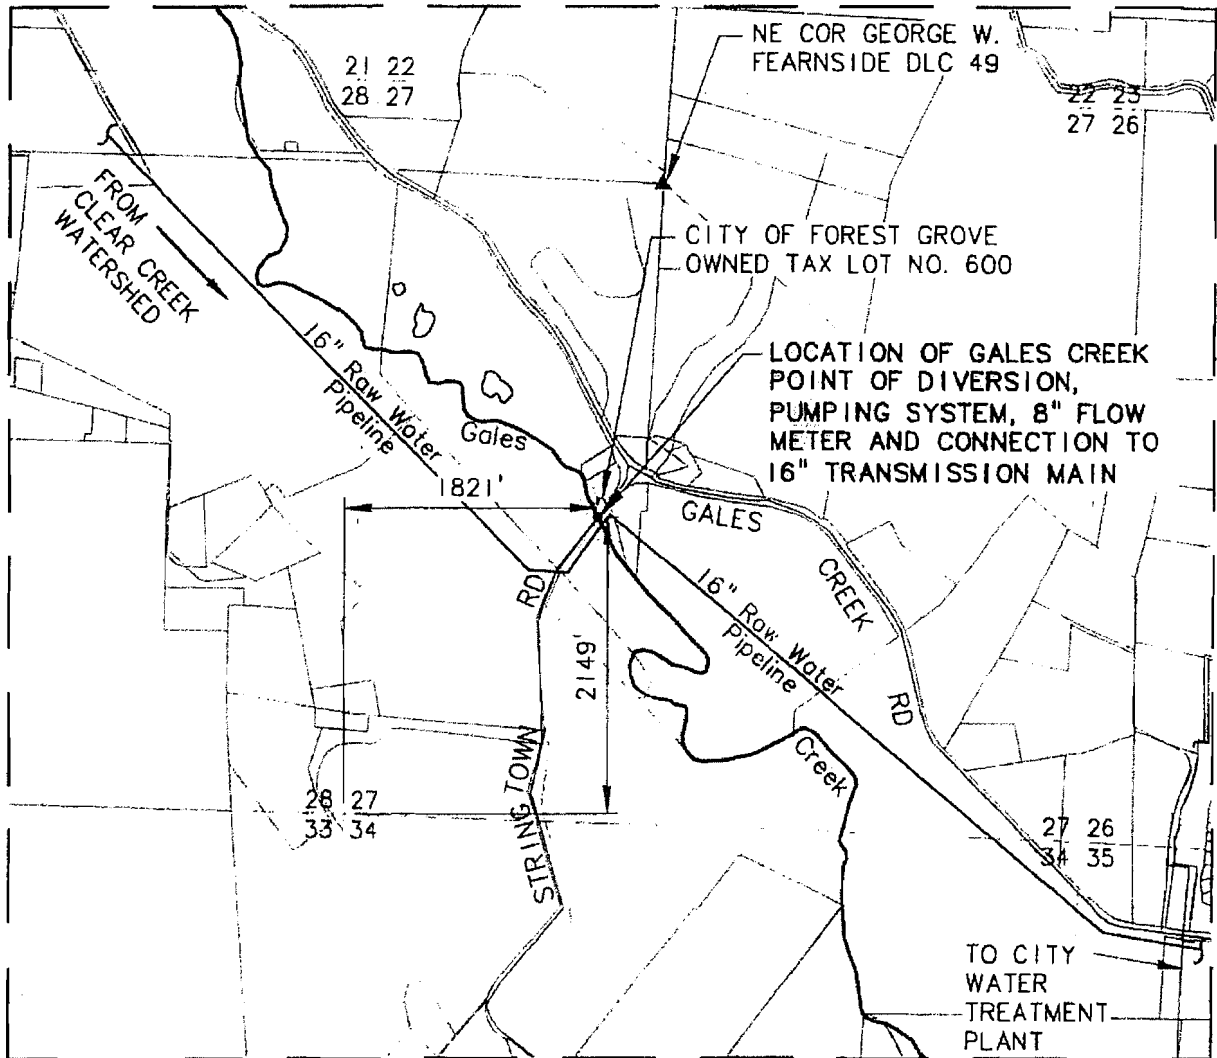 NE COR GEORGE W.
FEARNSIDE DLC 49
21 22
28 27
22 23
27 26
FROM
CLEAR CREEK
WATERSHED
CITY OF FOREST GROVE
OWNED TAX LOT NO. 600
16" Raw Water
Pipeline
Gales
LOCATION OF GALES CREEK
POINT OF DIVERSION,
PUMPING SYSTEM, 8" FLOW
METER AND CONNECTION TO
16" TRANSMISSION MAIN
1821'
GALES
CREEK
RD
RD
16" Raw Water
Pipeline
2149'
STRING TOWN
Creek
28 27
33 34
27 26
34 35
TO CITY
WATER
TREATMENT
PLANT